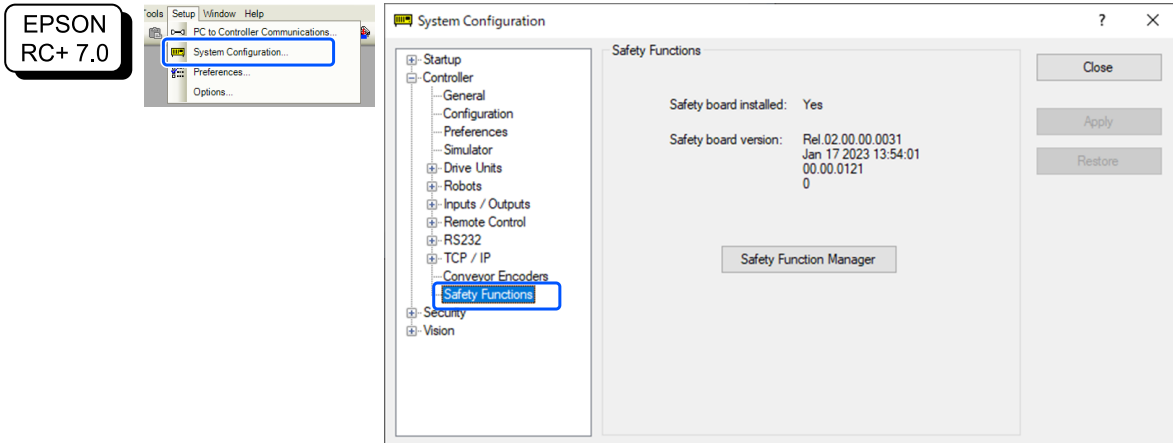 EPSON
RC+ 7.0
Tools Setup Window Help
PC to Controller Communications...
System Configuration...
Preferences...
Options...
System Configuration
?
Startup
Controller
General
Configuration
Preferences
Simulator
Drive Units
Robots
Inputs / Outputs
Remote Control
RS232
TCP / IP
Conveyor Encoders
Safety Functions
Security
Vision
Safety Functions
Safety board installed: Yes
Safety board version: Rel.02.00.00.0031
Jan 17 2023 13:54:01
00.00.0121
0
Safety Function Manager
Close
Apply
Restore